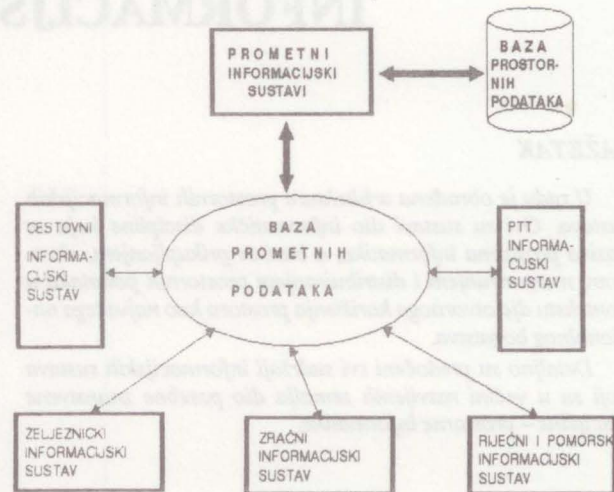 PROMETNI
INFORMACIJSKI
SUSTAVI
BAZA
PROSTOR-
NIH
PODATAKA
BAZA
PROMETNIH
PODATAKA
CESTOVNI
INFORMA-
CIJSKI
SUSTAV
PTT
INFORMA-
CIJSKI
SUSTAV
ŽELJEZNICKI
INFORMACIJSKI
SUSTAV
ZRAČNI
INFORMACIJSKI
SUSTAV
RIJEČNI I POMORSK
INFORMACIJSKI
SUSTAV